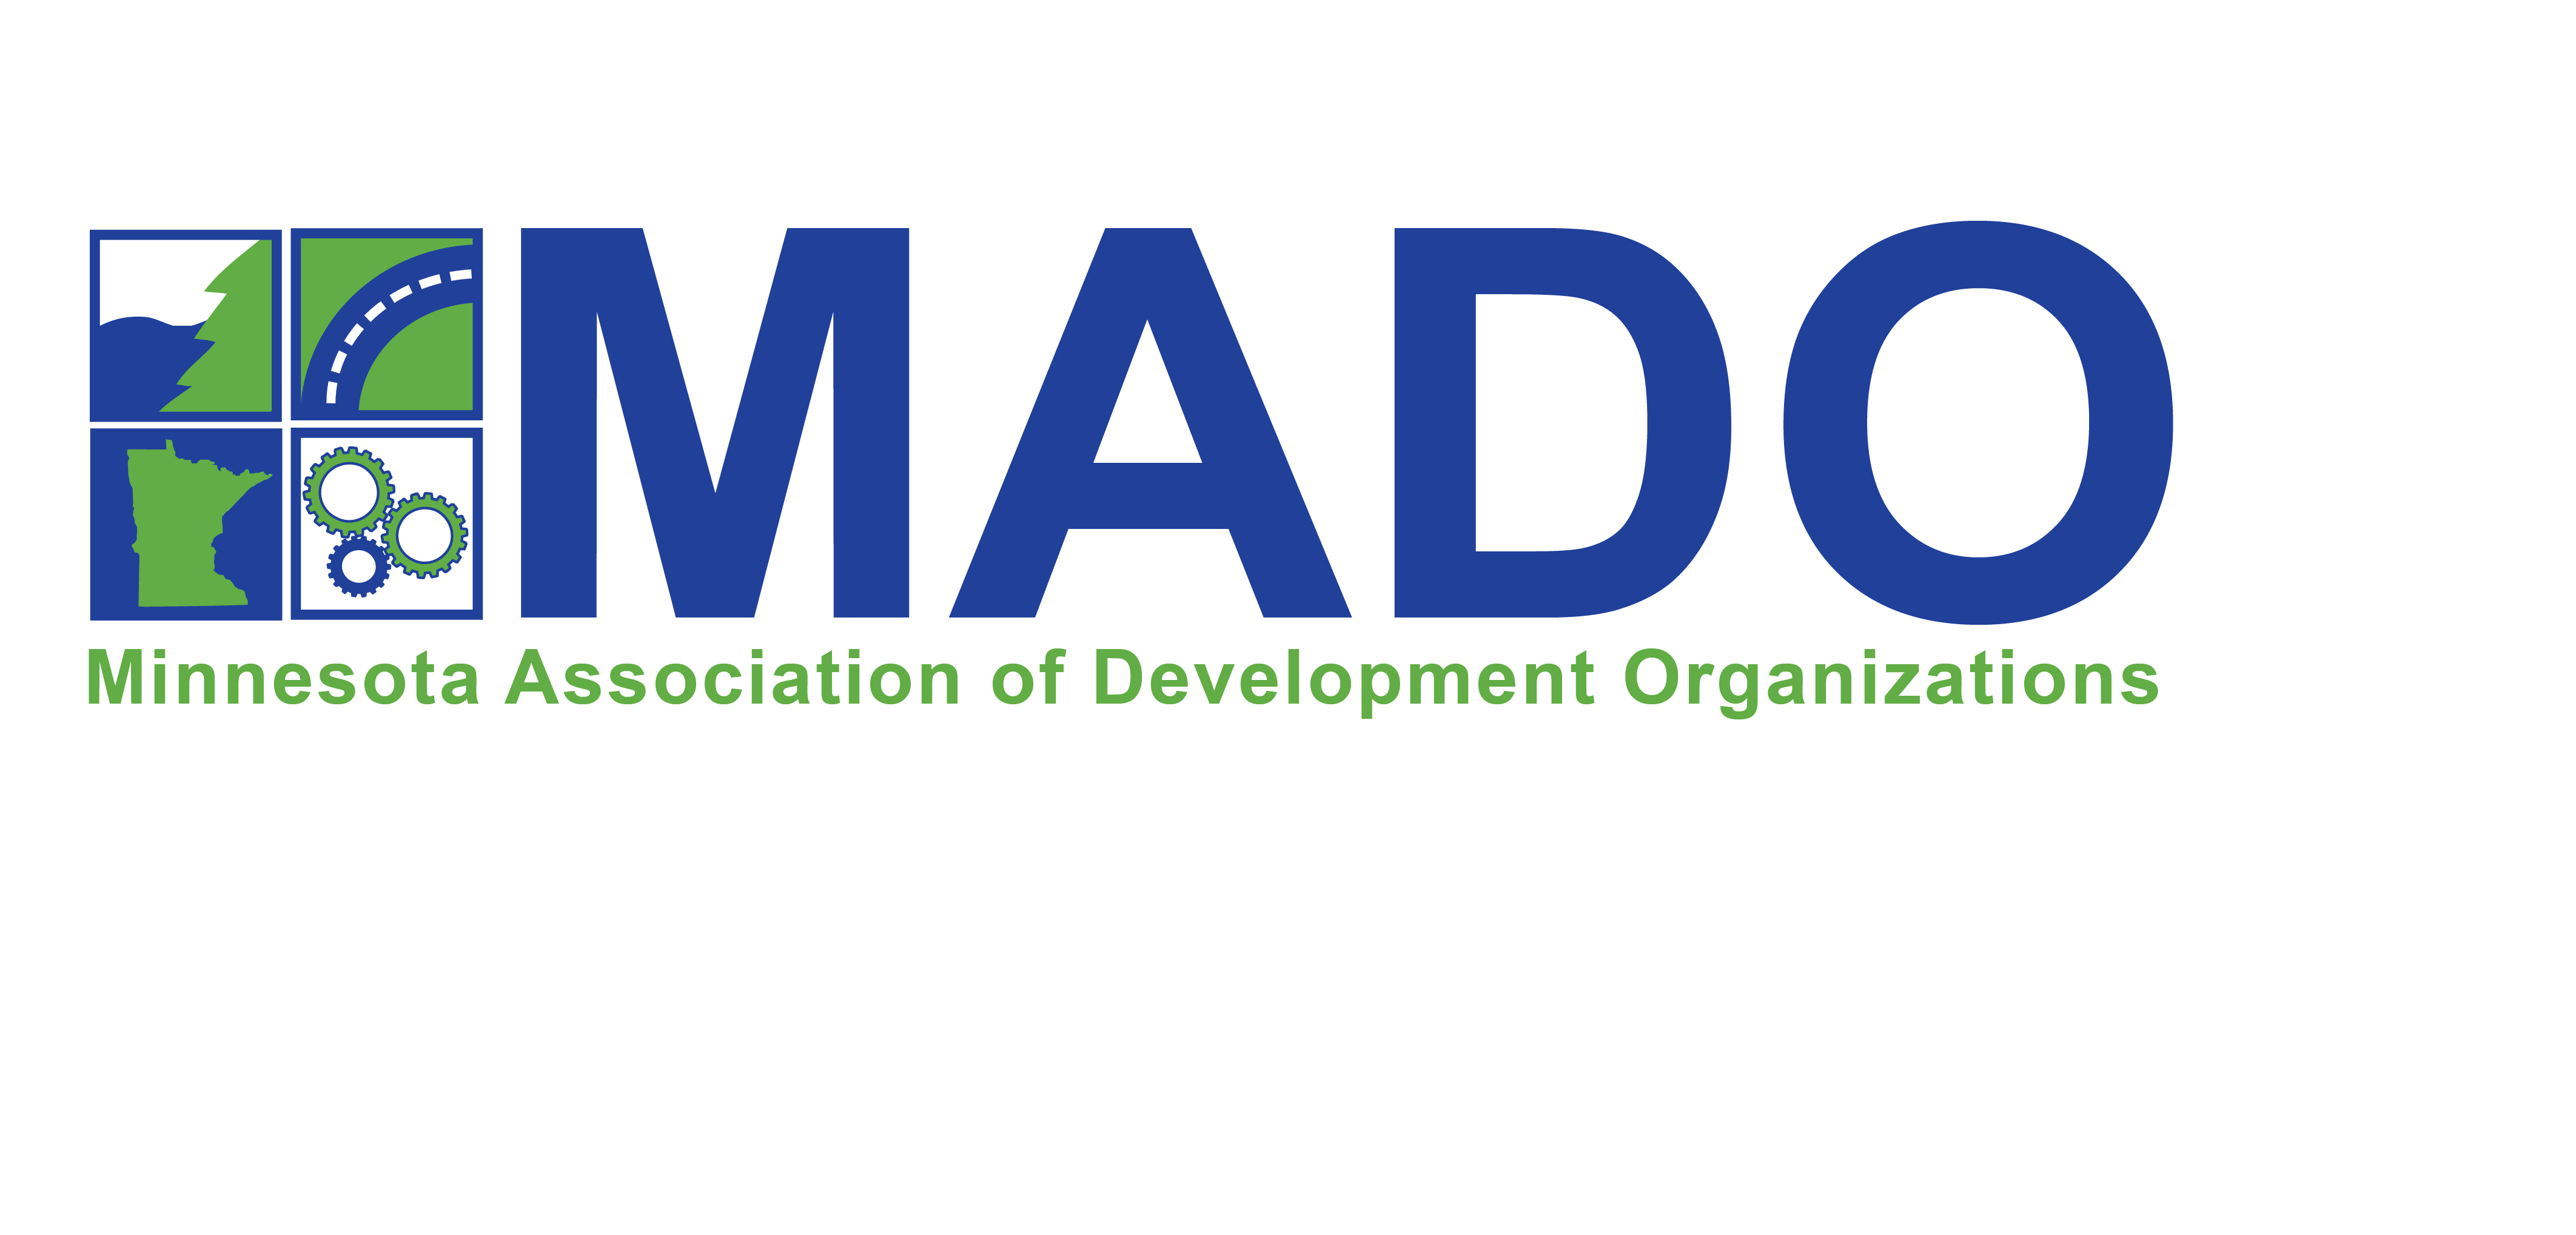 MADO
Minnesota Association of Development Organizations